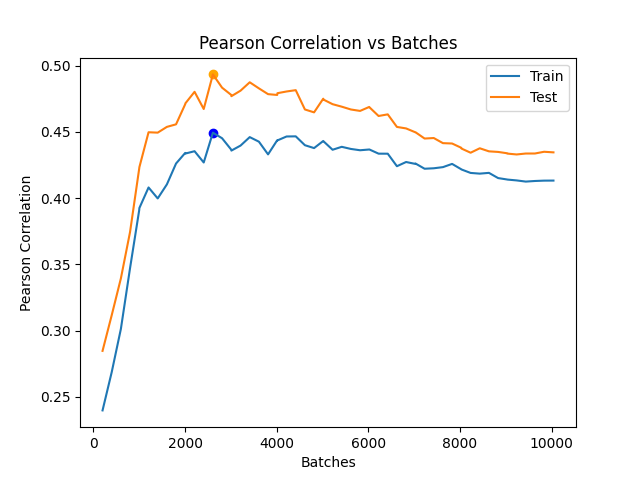 Pearson Correlation vs Batches
Train
Test
Pearson Correlation
0.50
0.45
0.40
0.35
0.30
0.25
0
2000
4000
6000
8000
10000
Batches